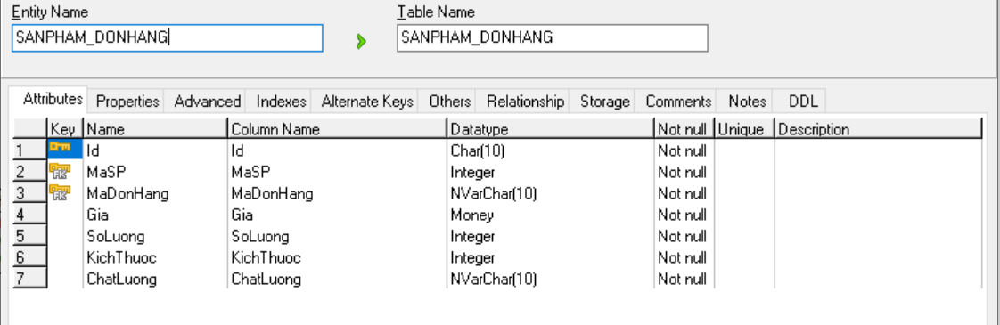 Entity Name Table Name
SANPHAM_DONHANG SANPHAM_DONHANG
Attributes Properties Advanced Indexes Alternate Keys Others Relationship Storage Comments Notes DDL
Key Name Column Name Datatype Not null Unique Description
1 Id Id Char(10) Not null
2 FK MaSP MaSP Integer Not null
3 FK MaDonHang MaDonHang NVarChar(10) Not null
4 Gia Gia Money Not null
5 SoLuong SoLuong Integer Not null
6 KichThuoc KichThuoc Integer Not null
7 ChatLuong ChatLuong NVarChar(10) Not null